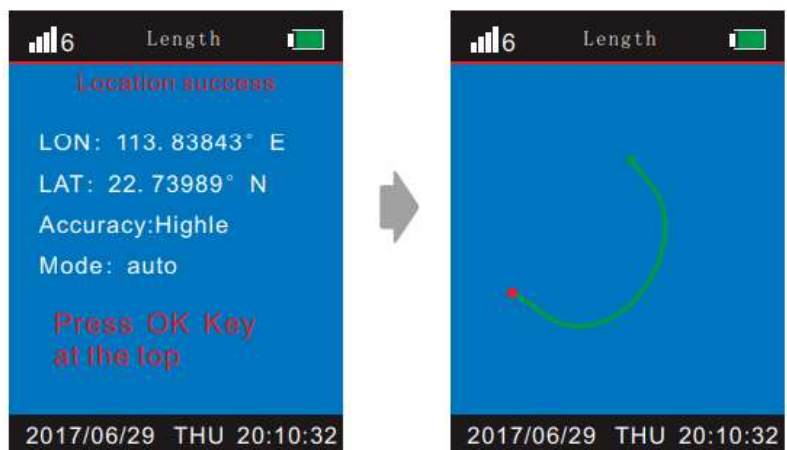 6 Length
Location success
LON: 113.83843° E
LAT: 22.73989° N
Accuracy:Highle
Mode: auto
Press OK Key
at the top
2017/06/29 THU 20:10:32
6 Length
2017/06/29 THU 20:10:32